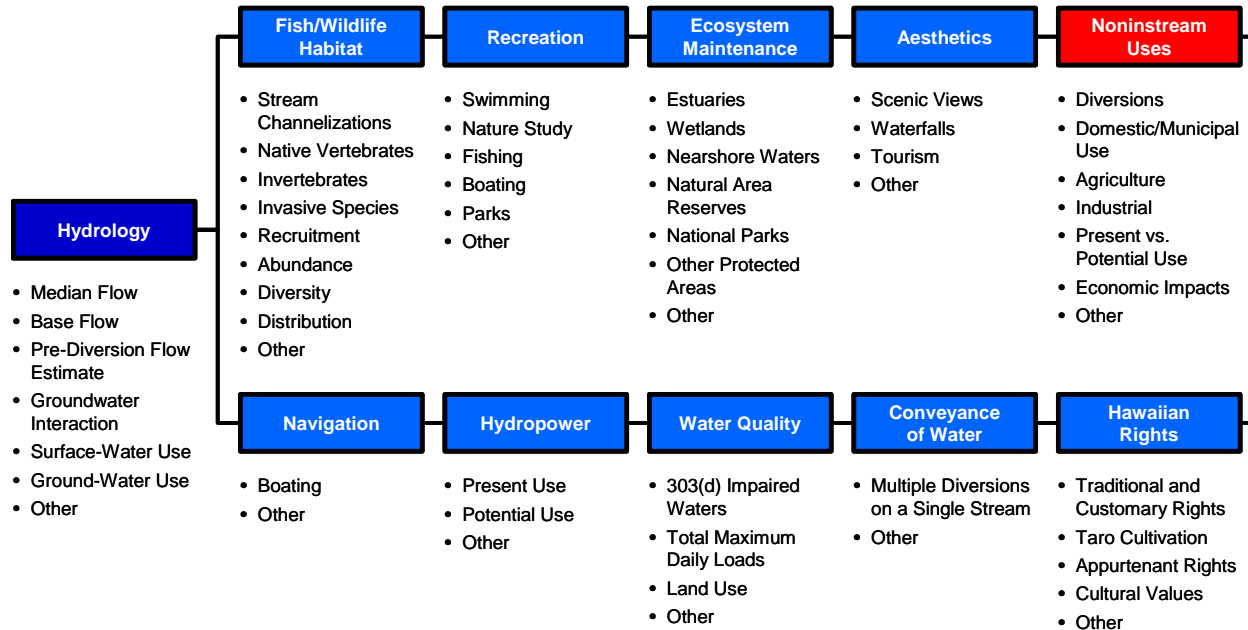 Hydrology
• Median Flow
• Base Flow
• Pre-Diversion Flow
Estimate
• Groundwater
Interaction
• Surface-Water Use
• Ground-Water Use
• Other
Fish/Wildlife
Habitat
• Stream
Channelizations
• Native Vertebrates
• Invertebrates
• Invasive Species
• Recruitment
• Abundance
• Diversity
• Distribution
• Other
Recreation
• Swimming
• Nature Study
• Fishing
• Boating
• Parks
• Other
Ecosystem
Maintenance
• Estuaries
• Wetlands
• Nearshore Waters
• Natural Area
Reserves
• National Parks
• Other Protected
Areas
• Other
Aesthetics
• Scenic Views
• Waterfalls
• Tourism
• Other
Noninstream
Uses
• Diversions
• Domestic/Municipal
Use
• Agriculture
• Industrial
• Present vs.
Potential Use
• Economic Impacts
• Other
Navigation
• Boating
• Other
Hydropower
• Present Use
• Potential Use
• Other
Water Quality
• 303(d) Impaired
Waters
• Total Maximum
Daily Loads
• Land Use
• Other
Conveyance
of Water
• Multiple Diversions
on a Single Stream
• Other
Hawaiian
Rights
• Traditional and
Customary Rights
• Taro Cultivation
• Appurtenant Rights
• Cultural Values
• Other